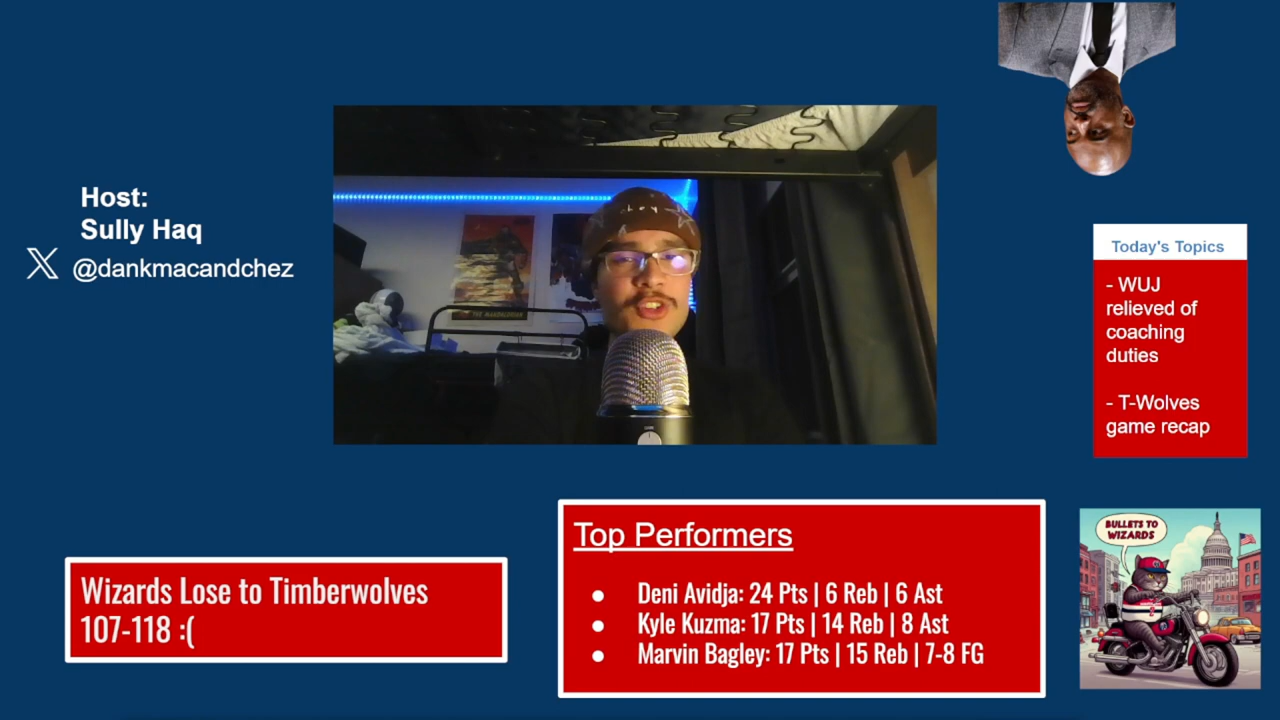 Host:
Sully Haq
@dankmacandchez
Today's Topics
- WUJ
relieved of
coaching
duties
- T-Wolves
game recap
Top Performers
● Deni Avidja: 24 Pts | 6 Reb | 6 Ast
● Kyle Kuzma: 17 Pts | 14 Reb | 8 Ast
● Marvin Bagley: 17 Pts | 15 Reb | 7-8 FG
Wizards Lose to Timberwolves
107-118 :(
BULLETS TO
WIZARDS
THE MANDALORIAN